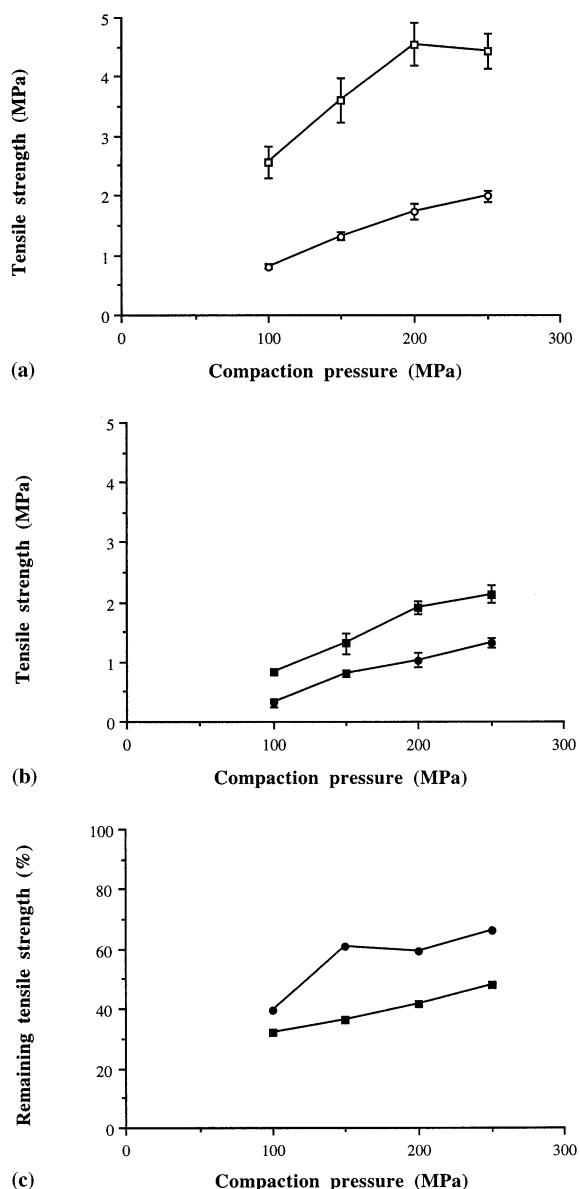 5
4
3
2
1
0
Tensile strength (MPa)
0 100 200 300
(a) Compaction pressure (MPa)
5
4
3
2
1
0
Tensile strength (MPa)
0 100 200 300
(b) Compaction pressure (MPa)
100
80
60
40
20
0
Remaining tensile strength (%)
0 100 200 300
(c) Compaction pressure (MPa)